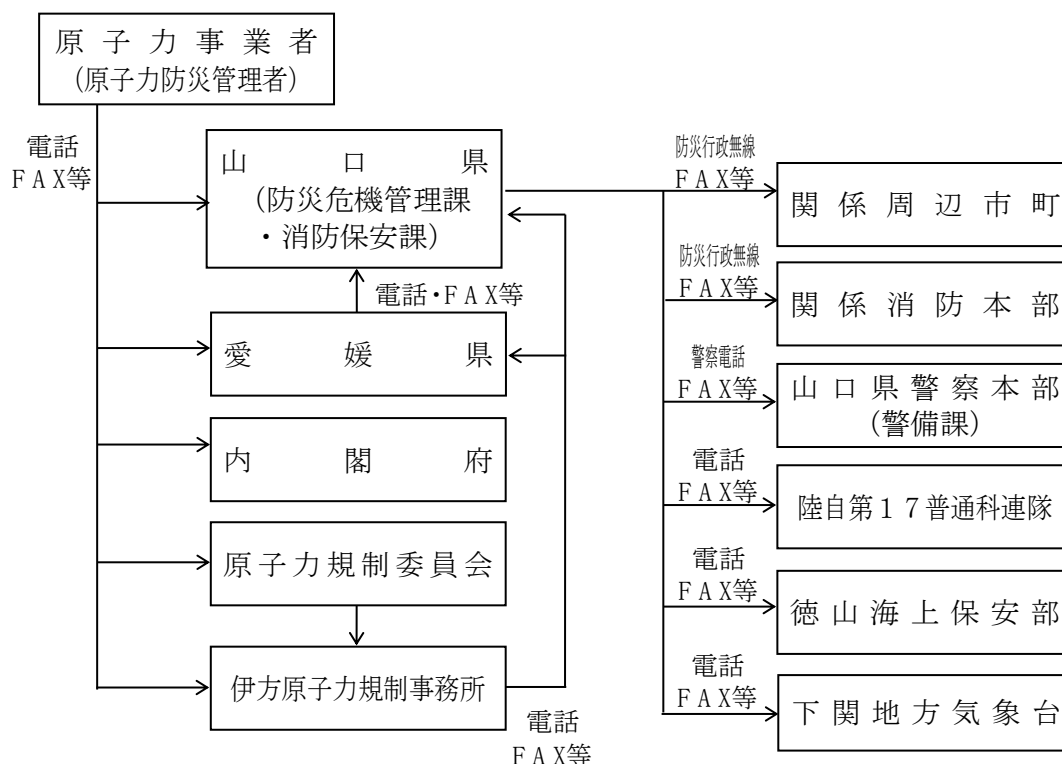 原子力事業者
(原子力防災管理者)
電話
ＦＡＸ等
山口県
(防災危機管理課
・消防保安課)
電話・ＦＡＸ等
愛媛県
内閣府
原子力規制委員会
伊方原子力規制事務所
電話
ＦＡＸ等
防災行政無線
ＦＡＸ等
関係周辺市町
防災行政無線
ＦＡＸ等
関係消防本部
警察電話
ＦＡＸ等
山口県警察本部
(警備課)
電話
ＦＡＸ等
陸自第１７普通科連隊
電話
ＦＡＸ等
徳山海上保安部
電話
ＦＡＸ等
下関地方気象台